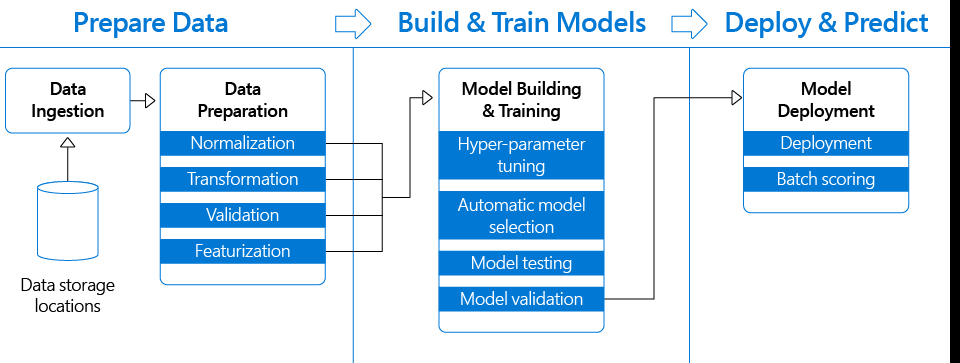 Prepare Data
Build & Train Models
Deploy & Predict
Data
Ingestion
Data storage
locations
Data
Preparation
Normalization
Transformation
Validation
Featurization
Model Building
& Training
Hyper-parameter
tuning
Automatic model
selection
Model testing
Model validation
Model
Deployment
Deployment
Batch scoring